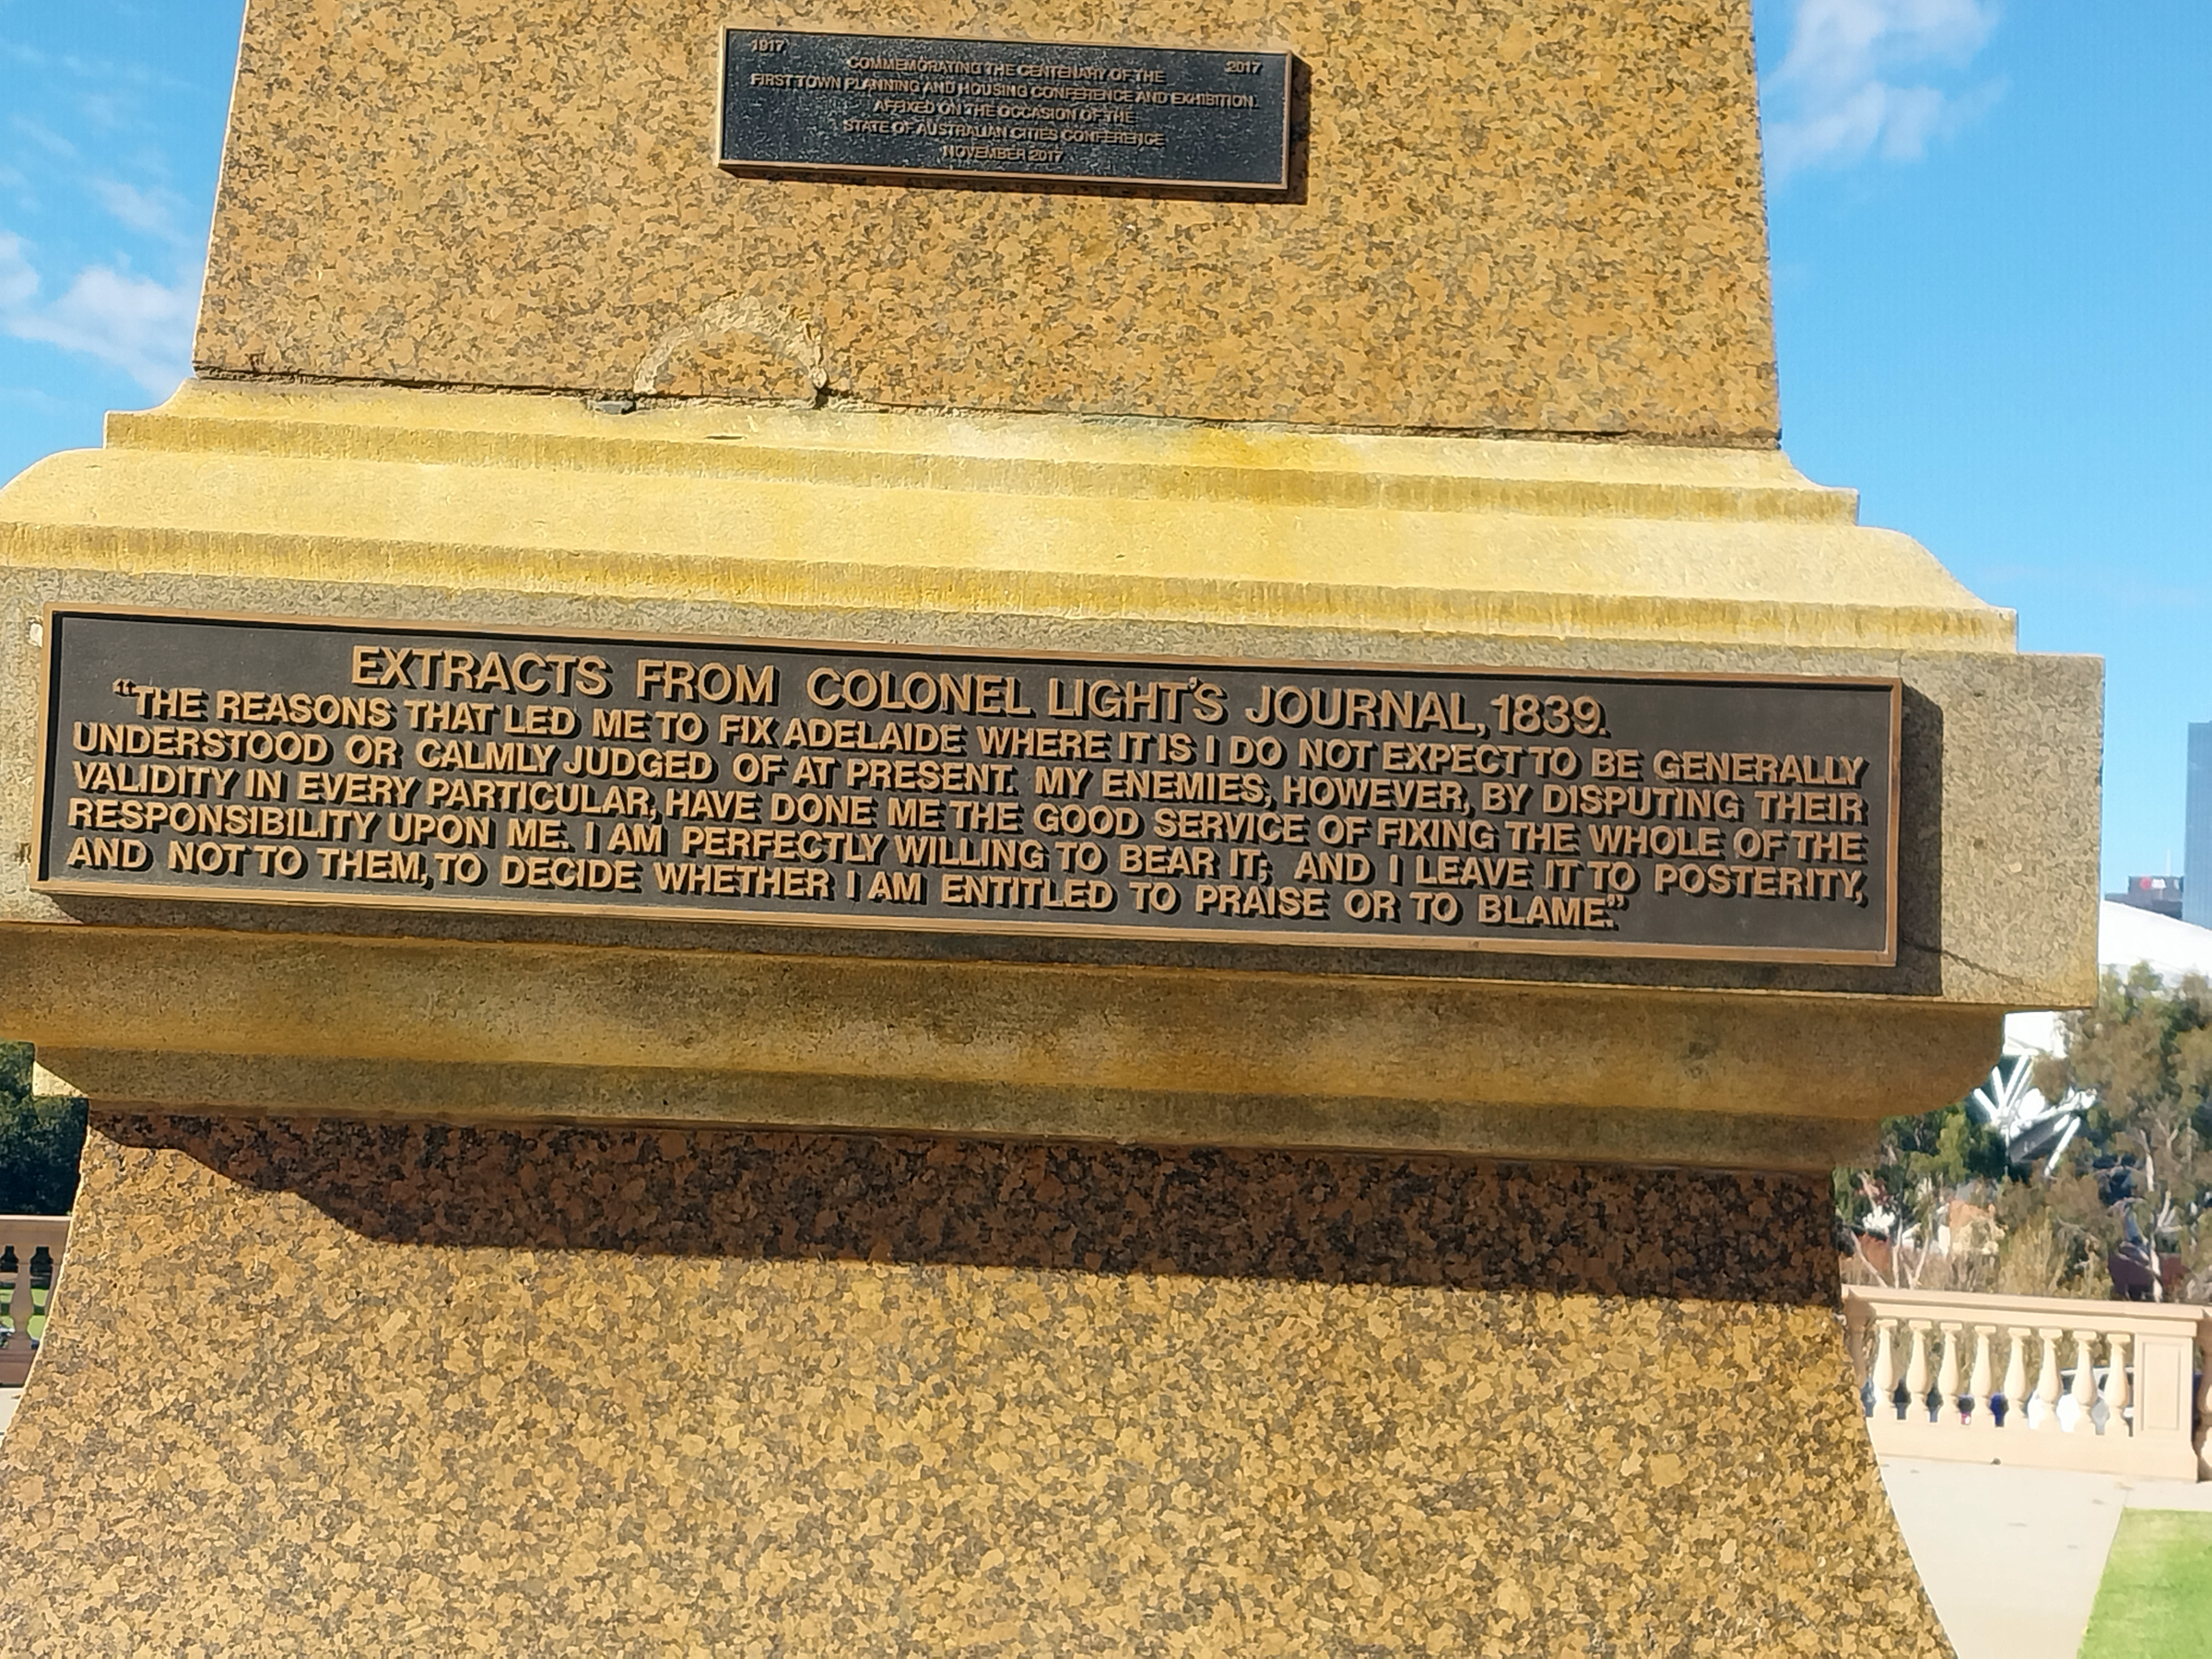 1917
2017
COMMEMORATING THE CENTENARY OF THE
FIRST TOWN PLANNING AND HOUSING CONFERENCE AND EXHIBITION.
AFFIXED ON THE OCCASION OF THE
STATE OF AUSTRALIAN CITIES CONFERENCE
NOVEMBER 2017
EXTRACTS FROM COLONEL LIGHT'S JOURNAL, 1839.
“THE REASONS THAT LED ME TO FIX ADELAIDE WHERE IT IS I DO NOT EXPECT TO BE GENERALLY
UNDERSTOOD OR CALMLY JUDGED OF AT PRESENT. MY ENEMIES, HOWEVER, BY DISPUTING THEIR
VALIDITY IN EVERY PARTICULAR, HAVE DONE ME THE GOOD SERVICE OF FIXING THE WHOLE OF THE
RESPONSIBILITY UPON ME. I AM PERFECTLY WILLING TO BEAR IT; AND I LEAVE IT TO POSTERITY,
AND NOT TO THEM, TO DECIDE WHETHER I AM ENTITLED TO PRAISE OR TO BLAME.”